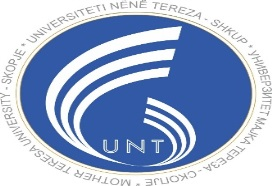 * UNIVERSITETI NËNË TEREZA - SHKUP * УНИВЕРЗИТЕТ МАЈКА ТЕРЕЗА - СКОПЈЕ * MOTHER TERESA UNIVERSITY - SKOPJE
UNT